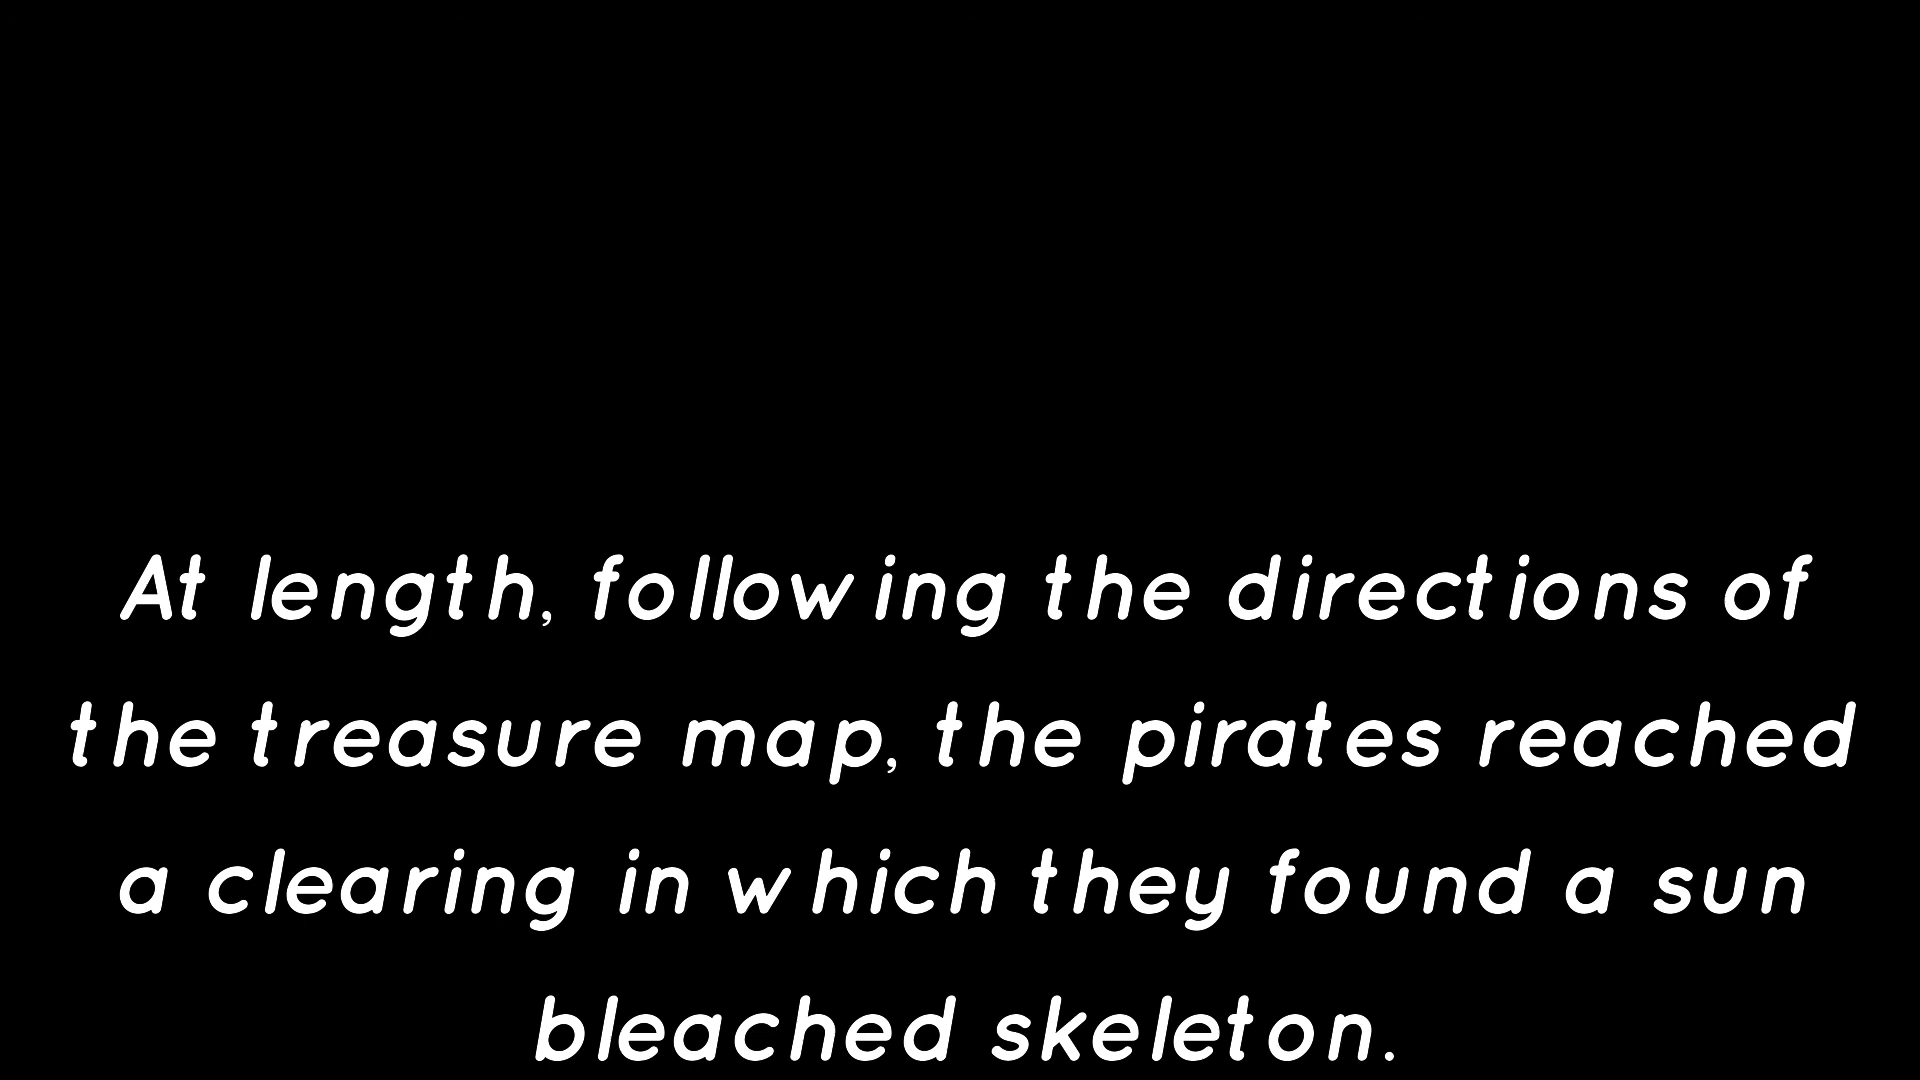 At length, following the directions of
the treasure map, the pirates reached
a clearing in which they found a sun
bleached skeleton.